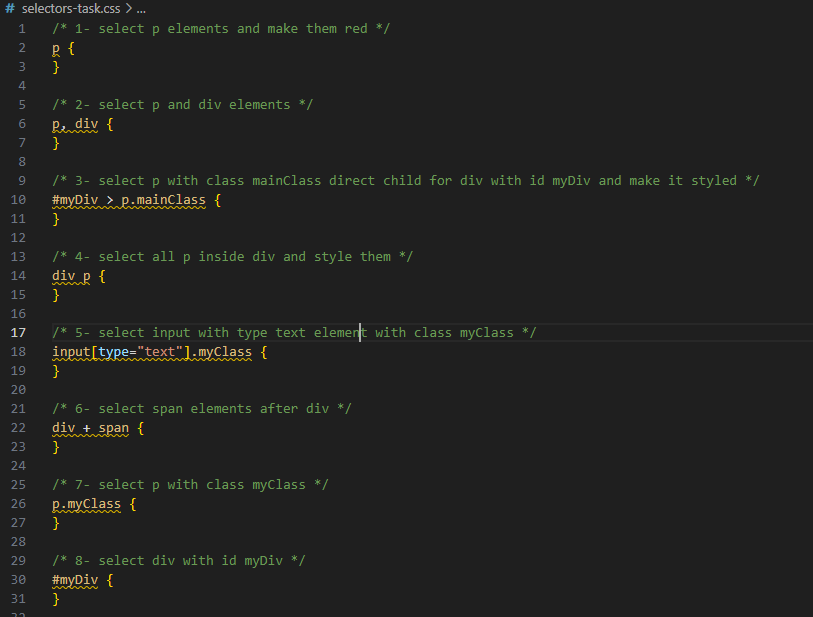 # selectors-task.css > ...
1 /* 1- select p elements and make them red */
2 p {
3 }
4
5 /* 2- select p and div elements */
6 p, div {
7 }
8
9 /* 3- select p with class mainClass direct child for div with id myDiv and make it styled */
10 #myDiv > p.mainClass {
11 }
12
13 /* 4- select all p inside div and style them */
14 div p {
15 }
16
17 /* 5- select input with type text element with class myClass */
18 input[type="text"].myClass {
19 }
20
21 /* 6- select span elements after div */
22 div + span {
23 }
24
25 /* 7- select p with class myClass */
26 p.myClass {
27 }
28
29 /* 8- select div with id myDiv */
30 #myDiv {
31 }
32